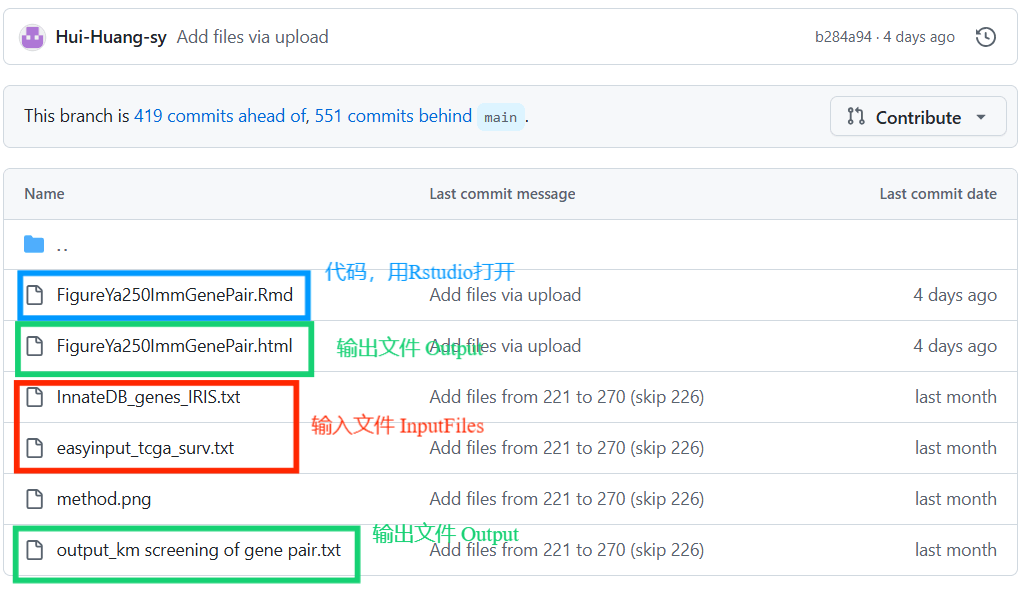 Hui-Huang-sy Add files via upload b284a94 · 4 days ago
This branch is 419 commits ahead of, 551 commits behind main .
Contribute
Name Last commit message Last commit date
..
代码，用Rstudio打开
FigureYa250ImmGenePair.Rmd Add files via upload 4 days ago
FigureYa250ImmGenePair.html 输出文件 Output Add files via upload 4 days ago
InnateDB_genes_IRIS.txt Add files from 221 to 270 (skip 226) last month
输入文件 InputFiles
easyinput_tcga_surv.txt Add files from 221 to 270 (skip 226) last month
method.png Add files from 221 to 270 (skip 226) last month
输出文件 Output
output_km screening of gene pair.txt Add files from 221 to 270 (skip 226) last month